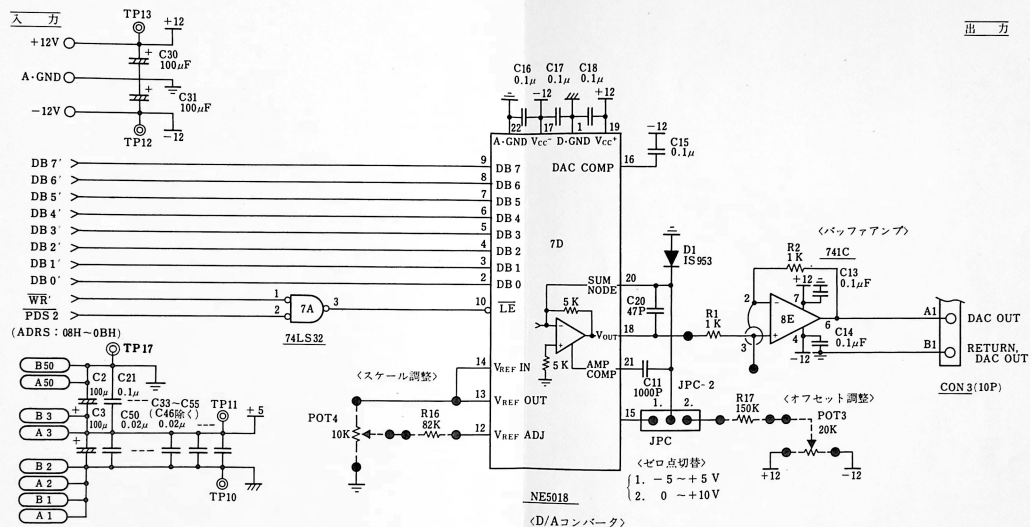 入 力
出 力
TP13
+12
+12V
C30
100μF
A・GND
C31
100μF
-12V
TP12
-12
C16
0.1μ
C17
0.1μ
C18
0.1μ
-12
+12
22
17
1
19
A・GND
Vcc⁻
D・GND
Vcc⁺
-12
C15
0.1μ
DAC COMP
16
DB 7′
9
DB 7
DB 6′
8
DB 6
DB 5′
7
DB 5
DB 4′
6
DB 4
DB 3′
5
DB 3
DB 2′
4
DB 2
DB 1′
3
DB 1
DB 0′
2
DB 0
7D
WR′
PDS 2
(ADRS：08H～0BH)
1
2
7A
3
74LS32
10
LE
SUM
NODE
20
5 K
VOUT
18
5 K
AMP
COMP
21
D1
IS953
C20
47P
R1
1K
C11
1000P
〈バッファアンプ〉
R2
1 K
741C
+12
C13
0.1μF
2
7
8E
3
4
6
-12
C14
0.1μF
A1
DAC OUT
B1
RETURN,
DAC OUT
CON 3(10P)
14
VREF IN
13
VREF OUT
12
VREF ADJ
〈スケール調整〉
POT4
10K
R16
82K
15
JPC-2
1.
2.
JPC
R17
150K
〈オフセット調整〉
POT3
20K
+12
-12
〈ゼロ点切替〉
1. -5～+5 V
2. 0 ～+10V
NE5018
〈D/Aコンバータ〉
TP17
B50
A50
B 3
A 3
B 2
A 2
B 1
A 1
C2
100μ
C21
0.1μ
C3
100μ
C50
0.02μ
C33～C55
(C46除く)
0.02μ
TP11
+5
TP10